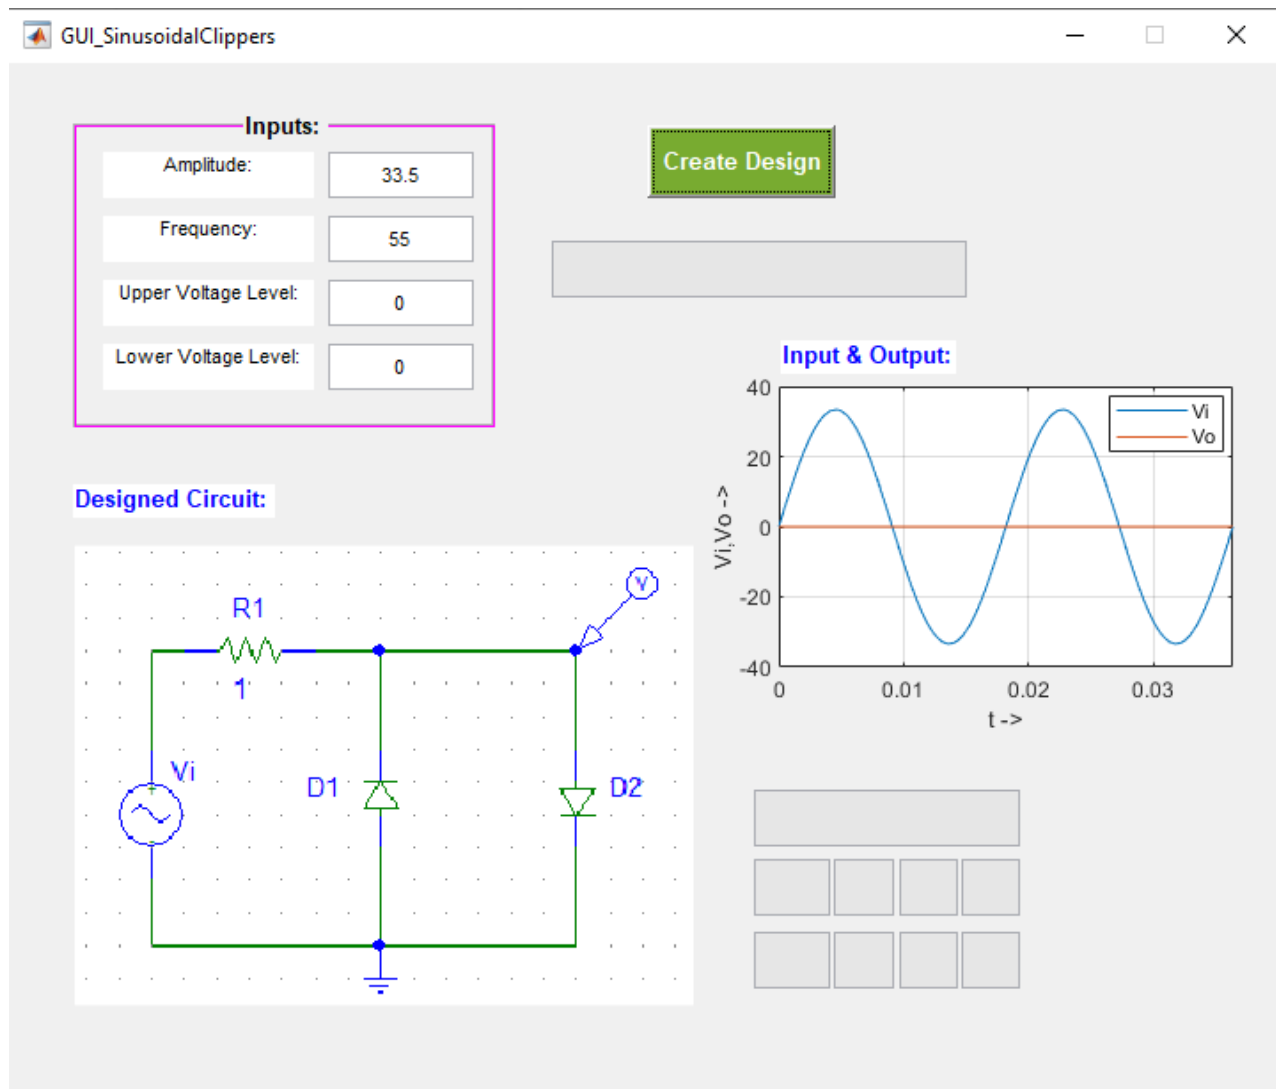 GUI_SinusoidalClippers
Inputs:
Amplitude: 33.5
Frequency: 55
Upper Voltage Level: 0
Lower Voltage Level: 0
Create Design
Designed Circuit:
R1
1
Vi
D1
D2
V
Input & Output:
40
20
0
-20
-40
Vi,Vo ->
Vi
Vo
0 0.01 0.02 0.03
t ->